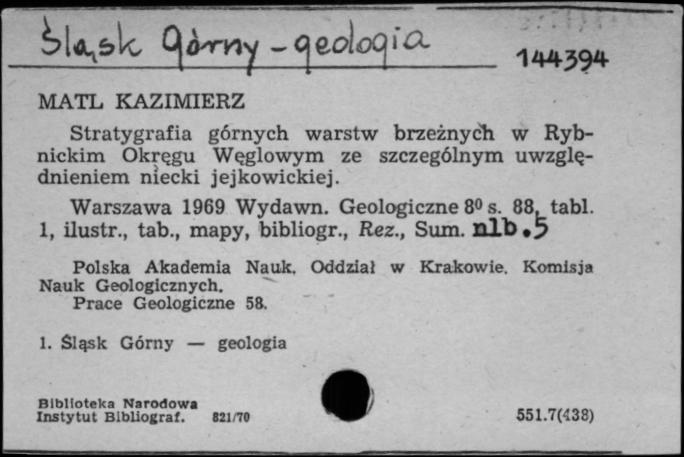 Śląsk Górny - geologia
144394
MATL KAZIMIERZ
Stratygrafia górnych warstw brzeżnych w Ryb-
nickim Okręgu Węglowym ze szczególnym uwzglę-
dnieniem niecki jejkowickiej.
Warszawa 1969 Wydawn. Geologiczne 8⁰ s. 88, tabl.
1, ilustr., tab., mapy, bibliogr., Rez., Sum. nlb.5
Polska Akademia Nauk. Oddział w Krakowie. Komisja
Nauk Geologicznych.
Prace Geologiczne 58.
1. Śląsk Górny — geologia
Biblioteka Narodowa
Instytut Bibliograf. 821/70
551.7(438)